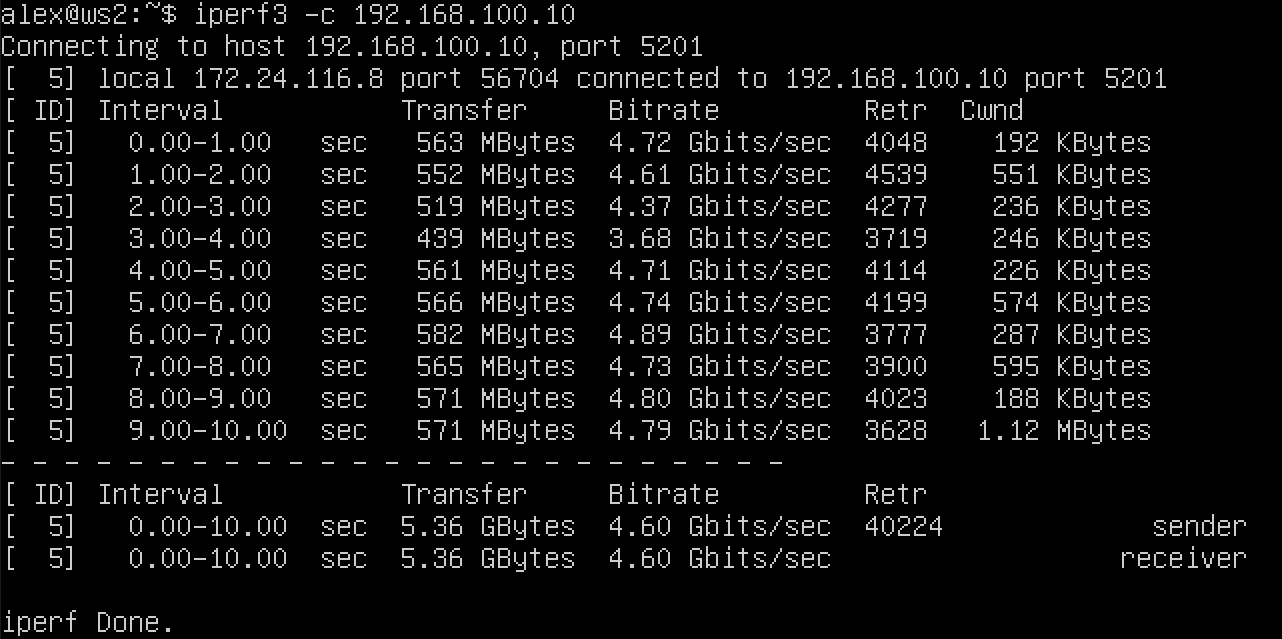 alex@ws2:~$ iperf3 -c 192.168.100.10
Connecting to host 192.168.100.10, port 5201
[  5] local 172.24.116.8 port 56704 connected to 192.168.100.10 port 5201
[ ID] Interval           Transfer     Bitrate         Retr  Cwnd
[  5]   0.00-1.00   sec   563 MBytes  4.72 Gbits/sec  4048    192 KBytes
[  5]   1.00-2.00   sec   552 MBytes  4.61 Gbits/sec  4539    551 KBytes
[  5]   2.00-3.00   sec   519 MBytes  4.37 Gbits/sec  4277    236 KBytes
[  5]   3.00-4.00   sec   439 MBytes  3.68 Gbits/sec  3719    246 KBytes
[  5]   4.00-5.00   sec   561 MBytes  4.71 Gbits/sec  4114    226 KBytes
[  5]   5.00-6.00   sec   566 MBytes  4.74 Gbits/sec  4199    574 KBytes
[  5]   6.00-7.00   sec   582 MBytes  4.89 Gbits/sec  3777    287 KBytes
[  5]   7.00-8.00   sec   565 MBytes  4.73 Gbits/sec  3900    595 KBytes
[  5]   8.00-9.00   sec   571 MBytes  4.80 Gbits/sec  4023    188 KBytes
[  5]   9.00-10.00  sec   571 MBytes  4.79 Gbits/sec  3628   1.12 MBytes
- - - - - - - - - - - - - - - - - - - - - - - - -
[ ID] Interval           Transfer     Bitrate         Retr
[  5]   0.00-10.00  sec  5.36 GBytes  4.60 Gbits/sec  40224             sender
[  5]   0.00-10.00  sec  5.36 GBytes  4.60 Gbits/sec                  receiver
iperf Done.